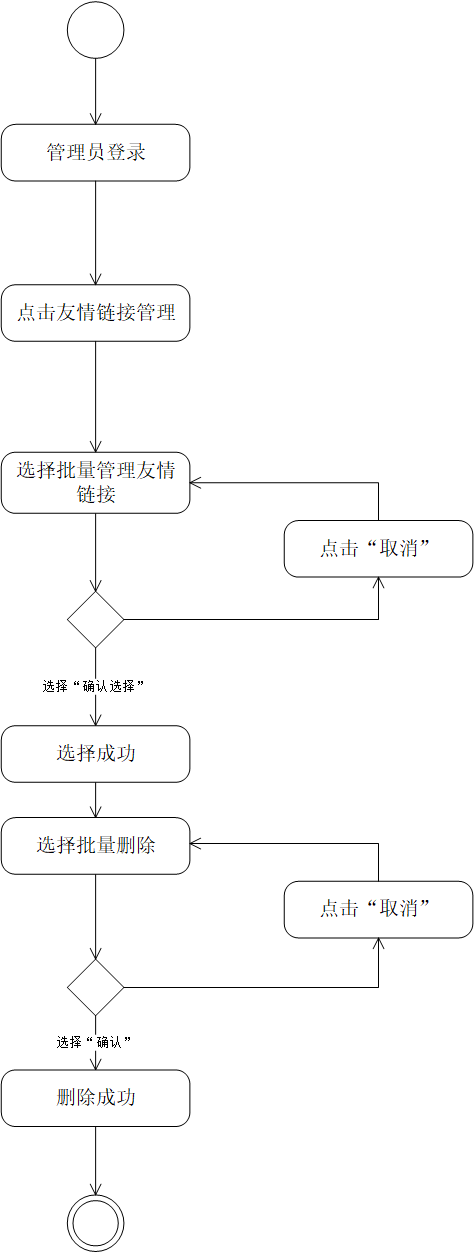 管理员登录
点击友情链接管理
选择批量管理友情
链接
点击“取消”
选择“确认选择”
选择成功
选择批量删除
点击“取消”
选择“确认”
删除成功